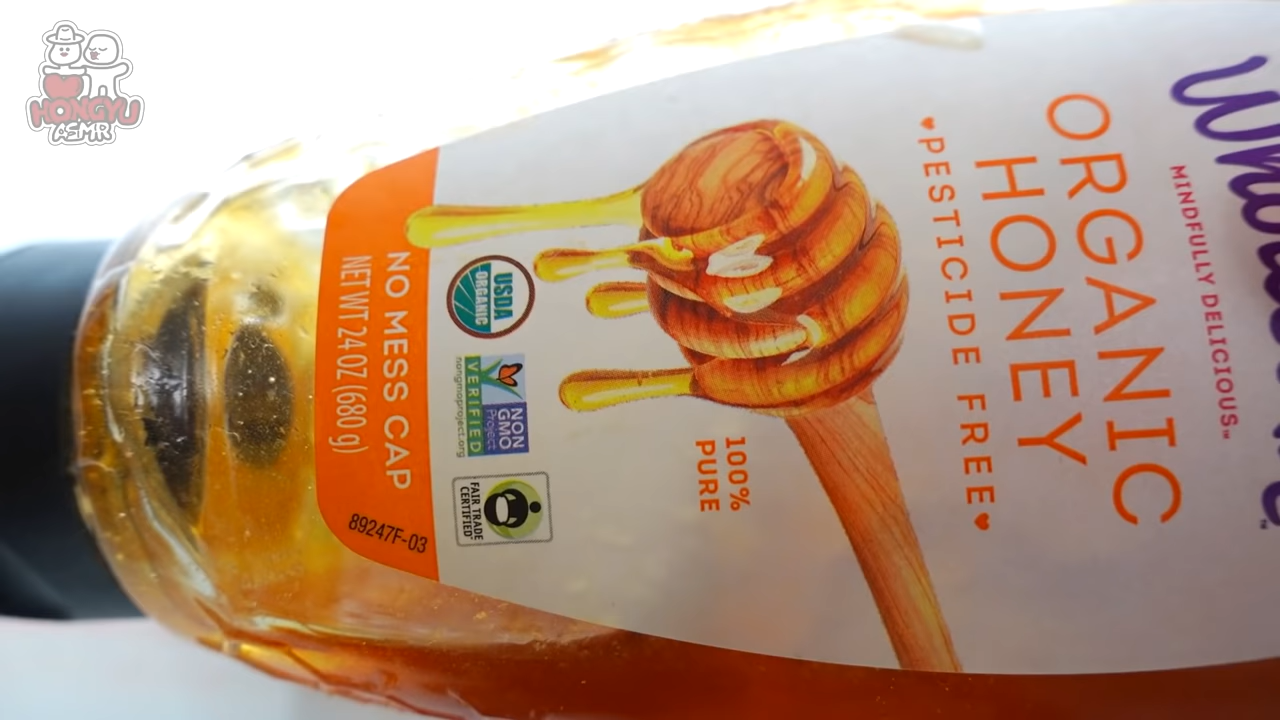 HONGYU
ASMR
MINDFULLY DELICIOUS™
ORGANIC
HONEY
♥PESTICIDE FREE♥
100%
PURE
USDA
ORGANIC
NON
GMO
Project
VERIFIED
nongmoproject.org
FAIR TRADE
CERTIFIED
NO MESS CAP
NET WT 24 OZ (680 g)
89247F-03